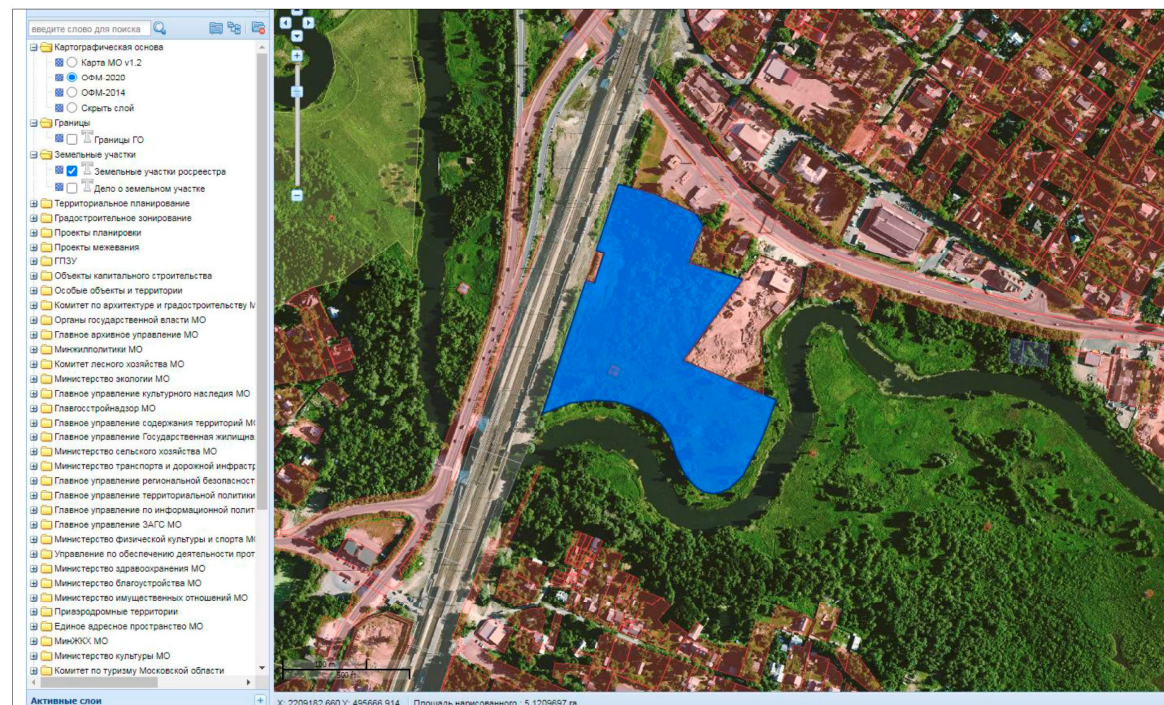 введите слово для поиска
Картографическая основа
Карта МО v1.2
ОФМ-2020
ОФМ-2014
Скрыть слой
Границы
Границы ГО
Земельные участки
Земельные участки росреестра
Дело о земельном участке
Территориальное планирование
Градостроительное зонирование
Проекты планировки
Проекты межевания
ГПЗУ
Объекты капитального строительства
Особые объекты и территории
Комитет по архитектуре и градостроительству М
Органы государственной власти МО
Главное архивное управление МО
Минжилполитики МО
Комитет лесного хозяйства МО
Министерство экологии МО
Главное управление культурного наследия МО
Главгосстройнадзор МО
Главное управление содержания территорий МО
Главное управление Государственная жилищна
Министерство сельского хозяйства МО
Министерство транспорта и дорожной инфрастр
Главное управление региональной безопасност
Главное управление территориальной политики
Главное управление по информационной полит
Главное управление ЗАГС МО
Министерство физической культуры и спорта МО
Управление по обеспечению деятельности прот
Министерство здравоохранения МО
Министерство благоустройства МО
Министерство имущественных отношений МО
Приаэродромные территории
Единое адресное пространство МО
МинЖКХ МО
Министерство культуры МО
Комитет по туризму Московской области
Активные слои
100 m
500 ft
X: 2209182.660 Y: 495666.914 Площадь нарисованного : 5.1209697 га